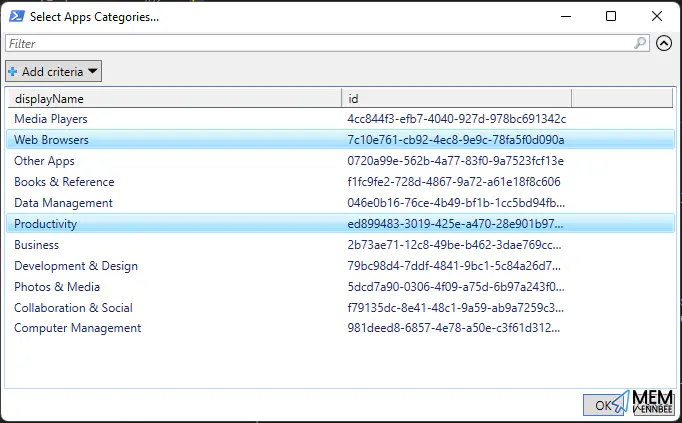 Select Apps Categories...
Filter
Add criteria
displayName id
Media Players 4cc844f3-efb7-4040-927d-978bc691342c
Web Browsers 7c10e761-cb92-4ec8-9e9c-78fa5f0d090a
Other Apps 0720a99e-562b-4a77-83f0-9a7523fcf13e
Books & Reference f1fc9fe2-728d-4867-9a72-a61e18f8c606
Data Management 046e0b16-76ce-4b49-bf1b-1cc5bd94fb...
Productivity ed899483-3019-425e-a470-28e901b97...
Business 2b73ae71-12c8-49be-b462-3dae769cc...
Development & Design 79bc98d4-7ddf-4841-9bc1-5c84a26d7...
Photos & Media 5dcd7a90-0306-4f09-a75d-6b97a243f0...
Collaboration & Social f79135dc-8e41-48c1-9a59-ab9a7259c3...
Computer Management 981deed8-6857-4e78-a50e-c3f61d312...
OK MEM
VENNBEE